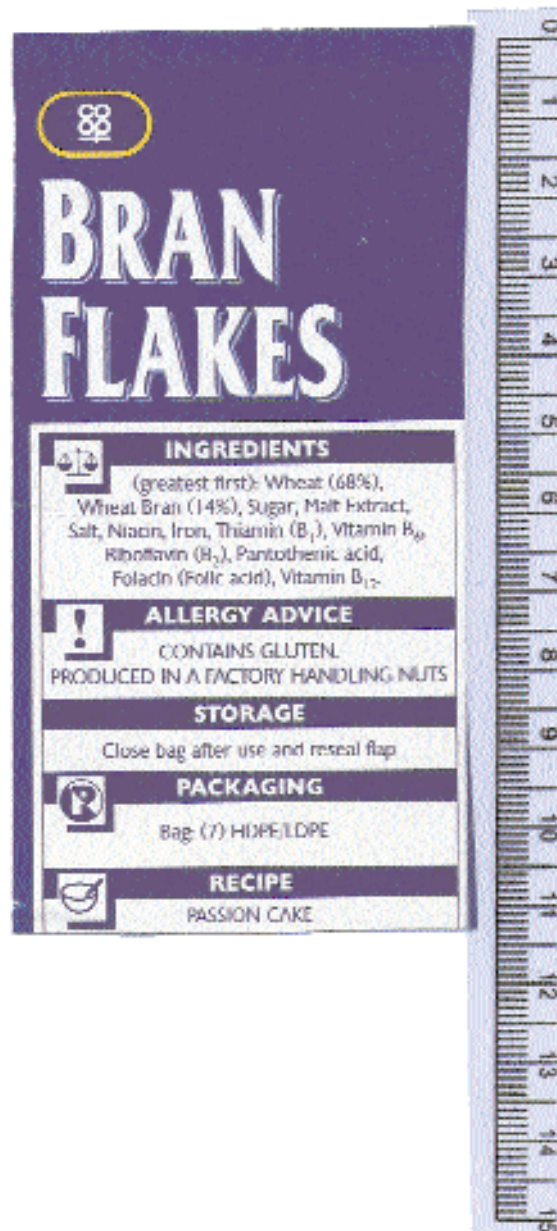 CO
OP
BRAN
FLAKES
INGREDIENTS
(greatest first): Wheat (68%),
Wheat Bran (14%), Sugar, Malt Extract,
Salt, Niacin, Iron, Thiamin (B₁), Vitamin B₆,
Riboflavin (B₂), Pantothenic acid,
Folacin (Folic acid), Vitamin B₁₂.
ALLERGY ADVICE
CONTAINS GLUTEN.
PRODUCED IN A FACTORY HANDLING NUTS
STORAGE
Close bag after use and reseal flap
PACKAGING
Bag: (7) HDPE/LDPE
RECIPE
PASSION CAKE
0
1
2
3
4
5
6
7
8
9
10
11
12
13
14
15